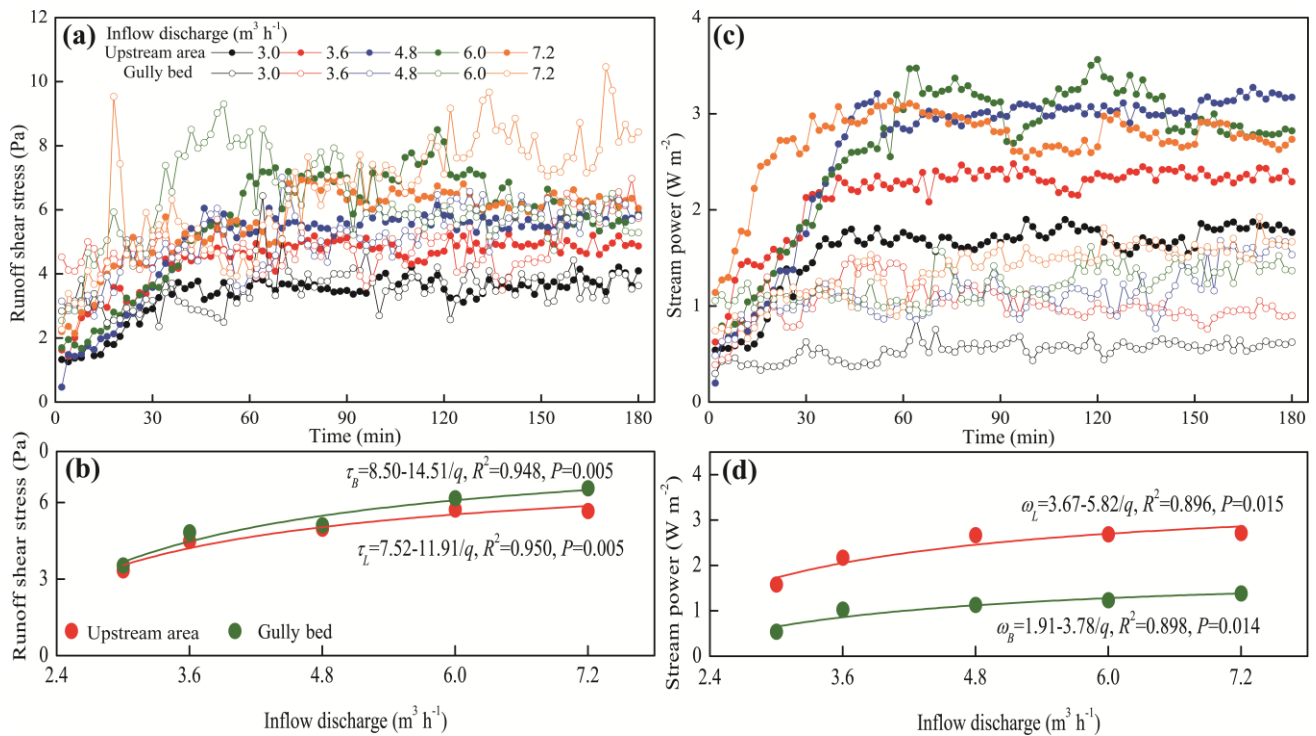 (a)
Inflow discharge (m³ h⁻¹)
Upstream area 3.0 3.6 4.8 6.0 7.2
Gully bed 3.0 3.6 4.8 6.0 7.2
Runoff shear stress (Pa)
12
10
8
6
4
2
0
0 30 60 90 120 150 180
Time (min)
(c)
Stream power (W m⁻²)
4
3
2
1
0
0 30 60 90 120 150 180
Time (min)
(b)
τB=8.50-14.51/q, R²=0.948, P=0.005
τL=7.52-11.91/q, R²=0.950, P=0.005
Runoff shear stress (Pa)
0
6
3
0
Upstream area Gully bed
2.4 3.6 4.8 6.0 7.2
Inflow discharge (m³ h⁻¹)
(d)
ωL=3.67-5.82/q, R²=0.896, P=0.015
ωB=1.91-3.78/q, R²=0.898, P=0.014
Stream power (W m⁻²)
4
3
2
1
0
2.4 3.6 4.8 6.0 7.2
Inflow discharge (m³ h⁻¹)